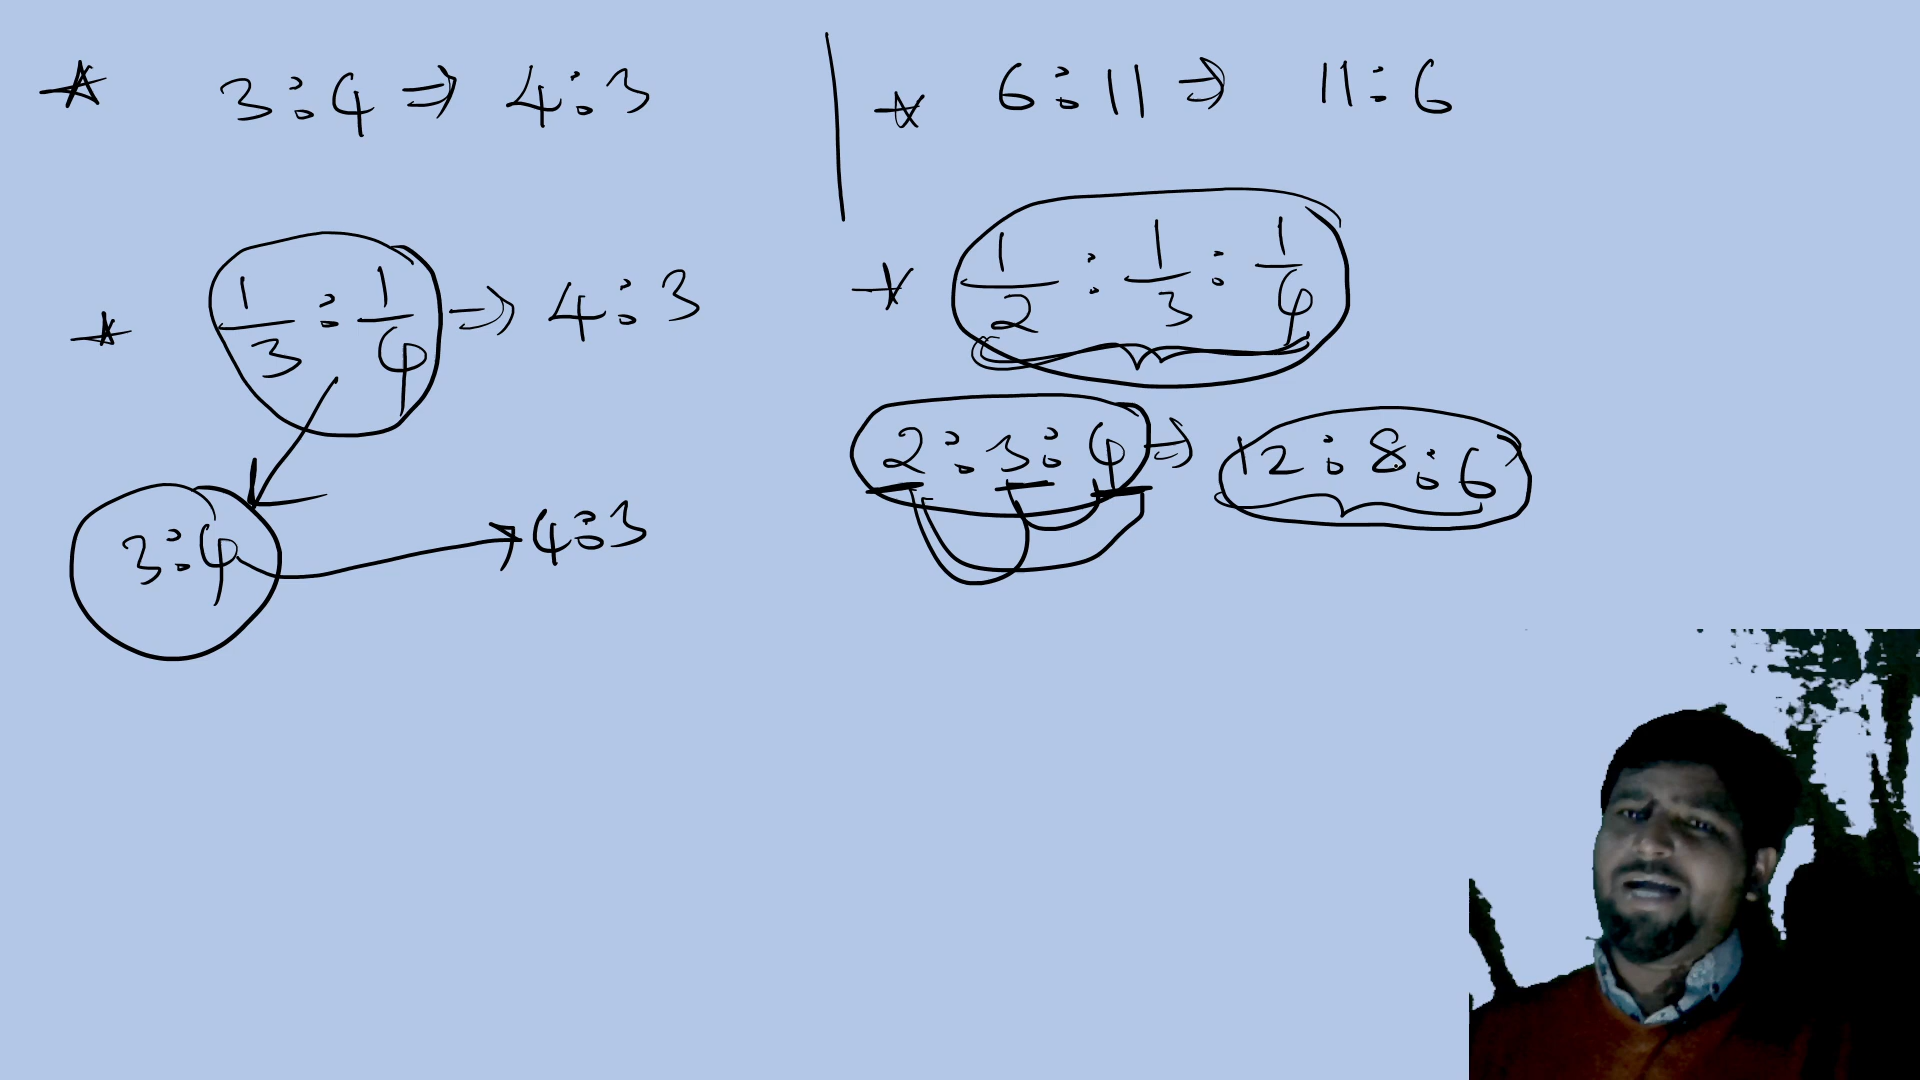 ☆ 3:4 ⇒ 4:3
☆ 6:11 ⇒ 11:6
☆ 1/3 : 1/4 ⇒ 4:3
☆ 1/2 : 1/3 : 1/4
2:3:4 ⇒ 12:8:6
3:4 → 4:3